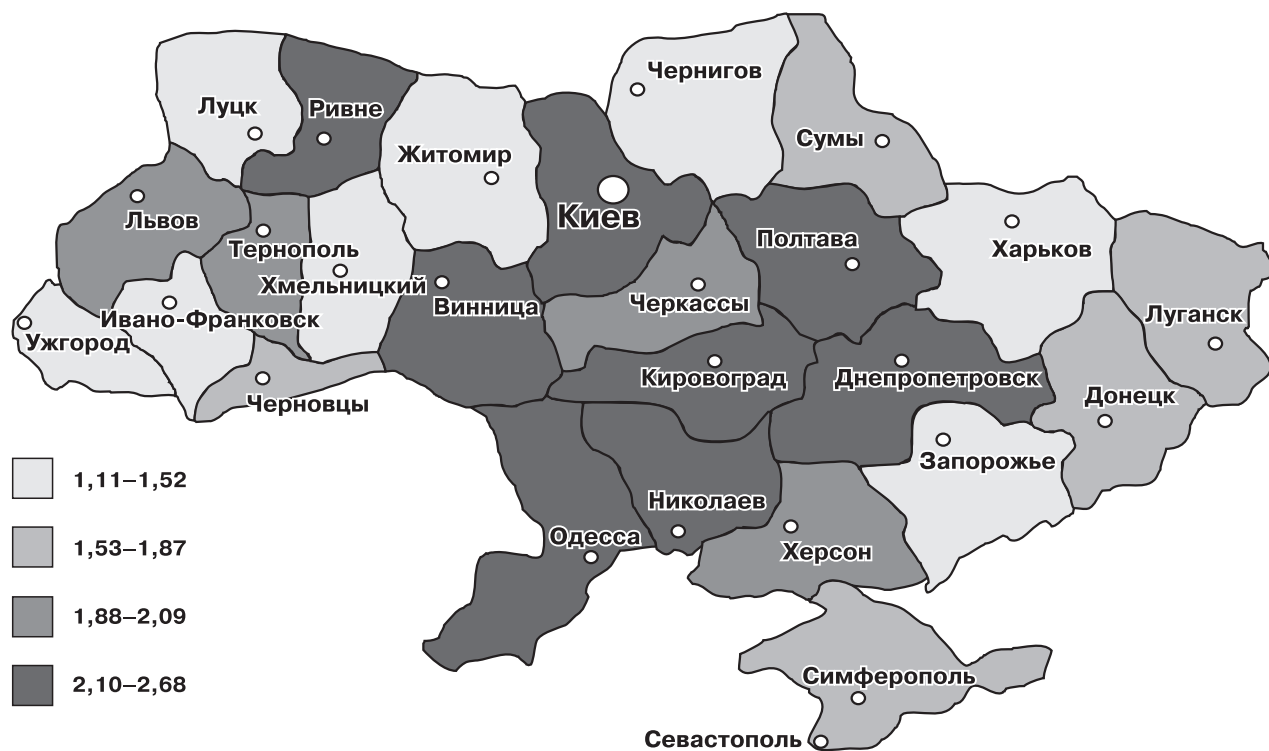 Чернигов
Луцк
Ривне
Сумы
Житомир
Львов
Киев
Тернополь
Полтава
Харьков
Хмельницкий
Винница
Черкассы
Ивано-Франковск
Луганск
Ужгород
Кировоград
Днепропетровск
Черновцы
Донецк
Запорожье
1,11–1,52
Николаев
Одесса
Херсон
1,53–1,87
1,88–2,09
Симферополь
2,10–2,68
Севастополь